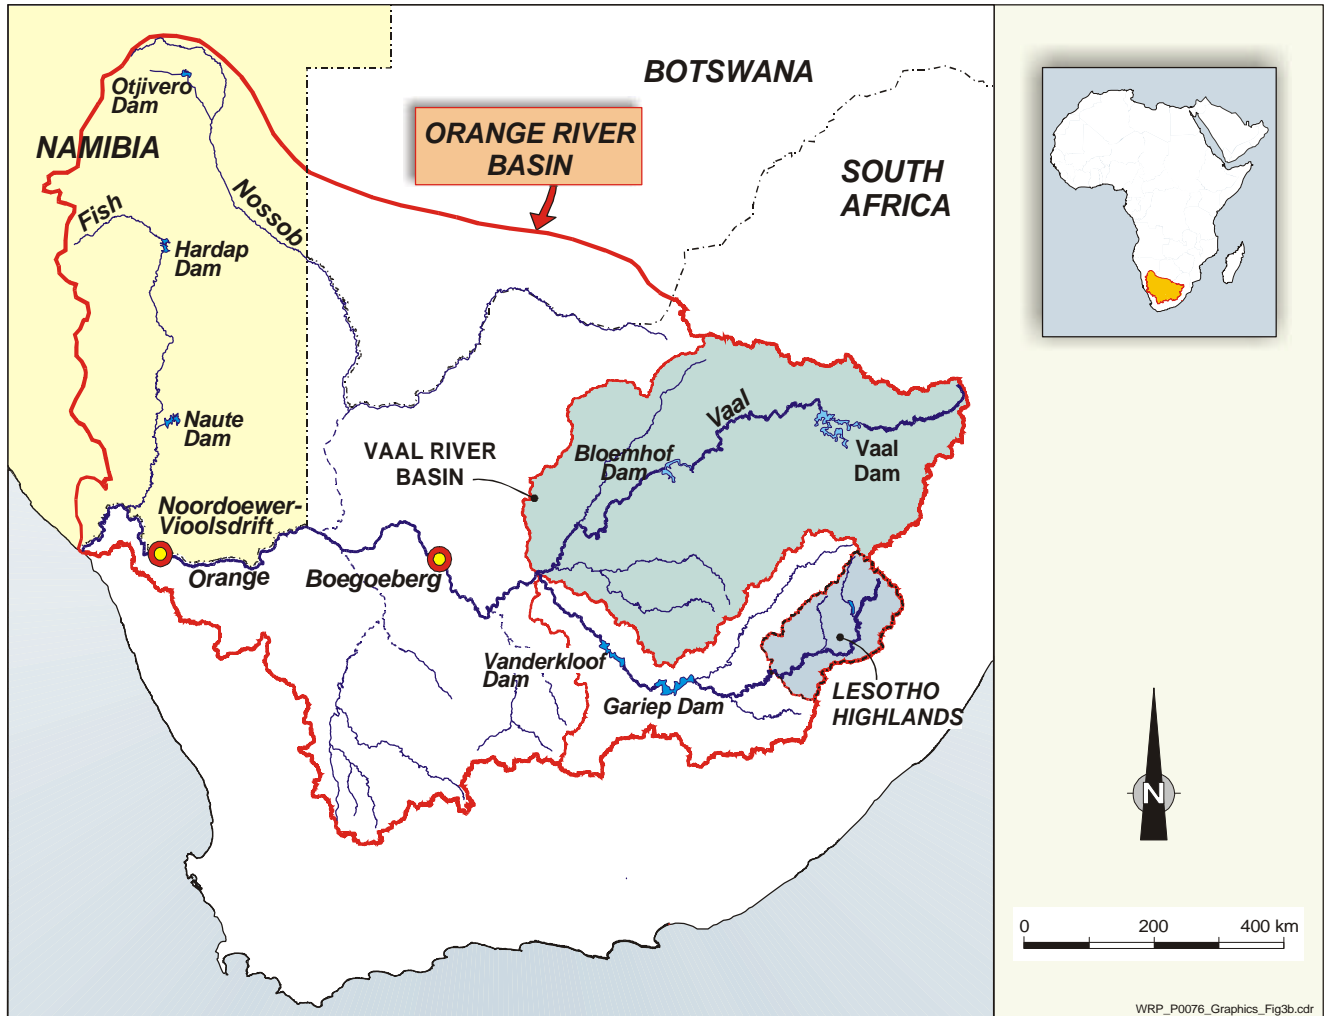 BOTSWANA
Otjivero
Dam
ORANGE RIVER
BASIN
NAMIBIA
SOUTH
AFRICA
Fish
Nossob
Hardap
Dam
Naute
Dam
Vaal
VAAL RIVER
BASIN
Bloemhof
Dam
Vaal
Dam
Noordoewer-
Vioolsdrift
Orange
Boegoeberg
Vanderkloof
Dam
Gariep Dam
LESOTHO
HIGHLANDS
N
0 200 400 km
WRP_P0076_Graphics_Fig3b.cdr